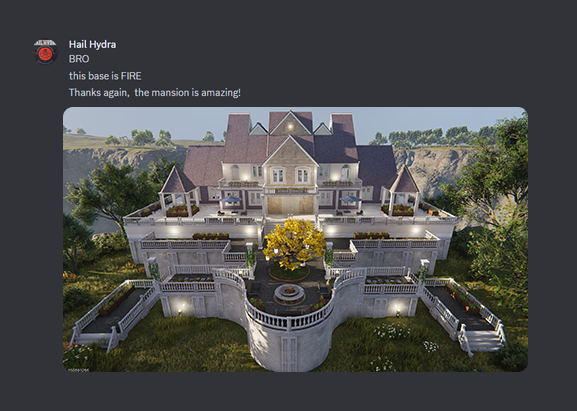 Hail Hydra
BRO
this base is FIRE
Thanks again, the mansion is amazing!